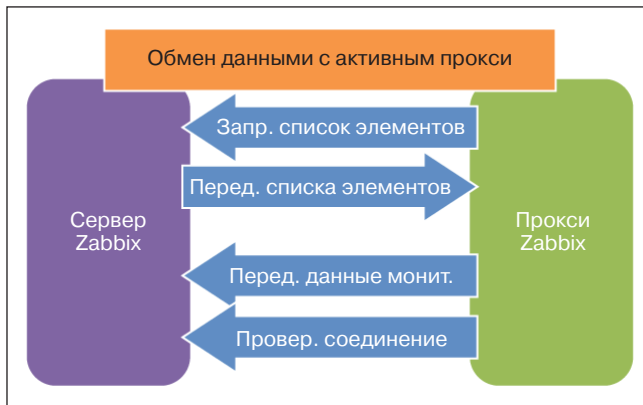 Обмен данными с активным прокси
Запр. список элементов
Перед. списка элементов
Сервер
Zabbix
Прокси
Zabbix
Перед. данные монит.
Провер. соединение